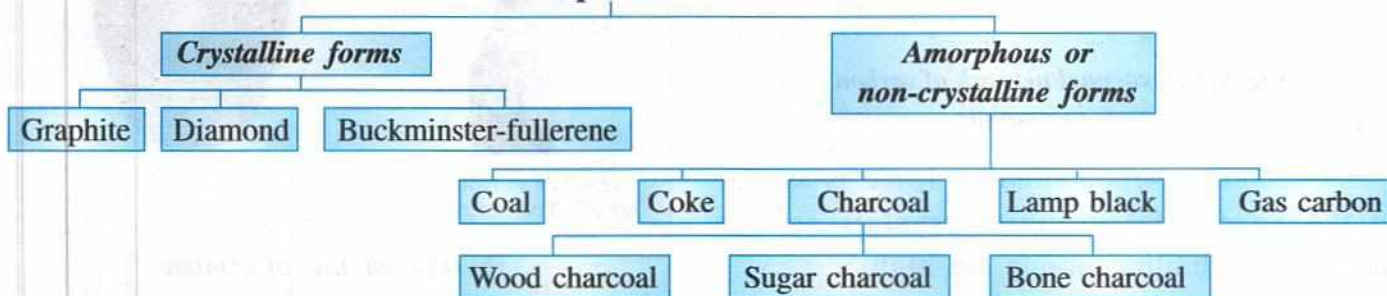 Crystalline forms
Amorphous or
non-crystalline forms
Graphite
Diamond
Buckminster-fullerene
Coal
Coke
Charcoal
Lamp black
Gas carbon
Wood charcoal
Sugar charcoal
Bone charcoal